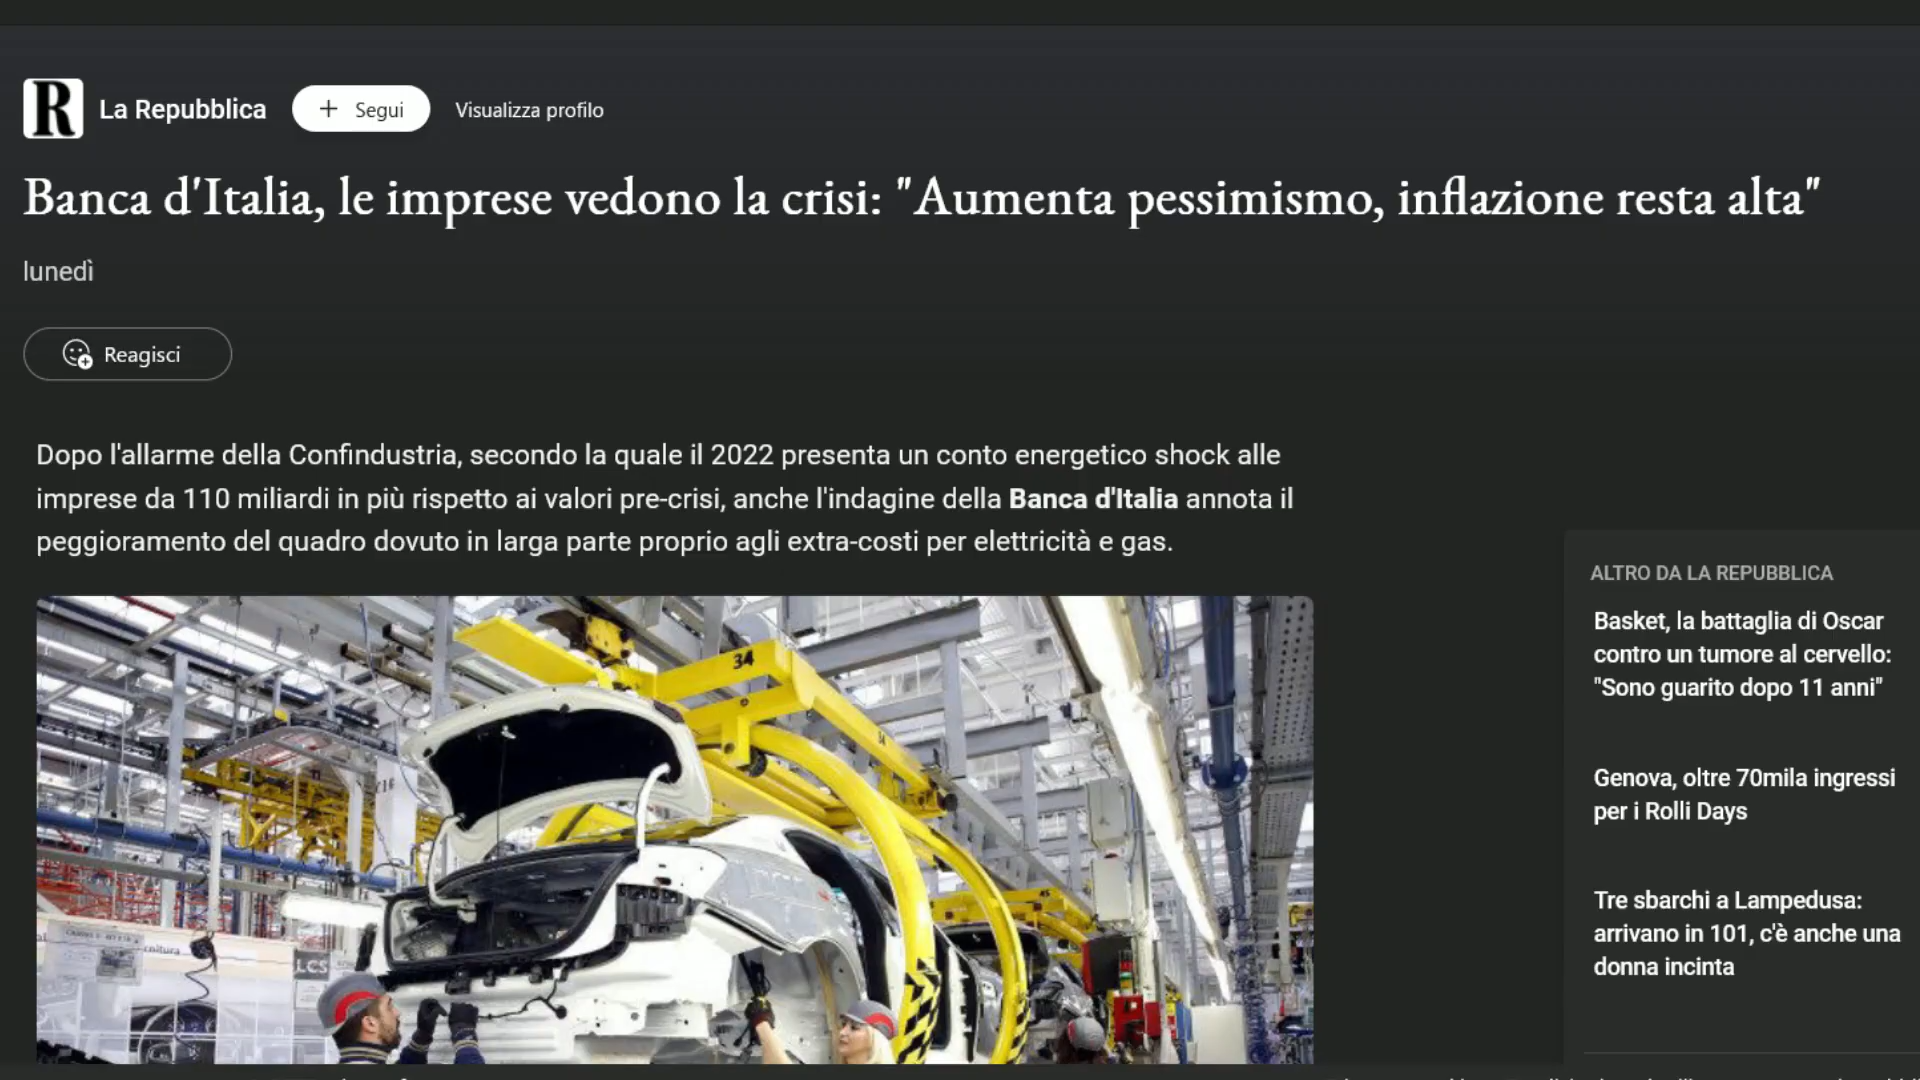 R
La Repubblica
+ Segui
Visualizza profilo
Banca d'Italia, le imprese vedono la crisi: "Aumenta pessimismo, inflazione resta alta"
lunedì
Reagisci
Dopo l'allarme della Confindustria, secondo la quale il 2022 presenta un conto energetico shock alle
imprese da 110 miliardi in più rispetto ai valori pre-crisi, anche l'indagine della Banca d'Italia annota il
peggioramento del quadro dovuto in larga parte proprio agli extra-costi per elettricità e gas.
34
45
LCS
ALTRO DA LA REPUBBLICA
Basket, la battaglia di Oscar
contro un tumore al cervello:
"Sono guarito dopo 11 anni"
Genova, oltre 70mila ingressi
per i Rolli Days
Tre sbarchi a Lampedusa:
arrivano in 101, c'è anche una
donna incinta